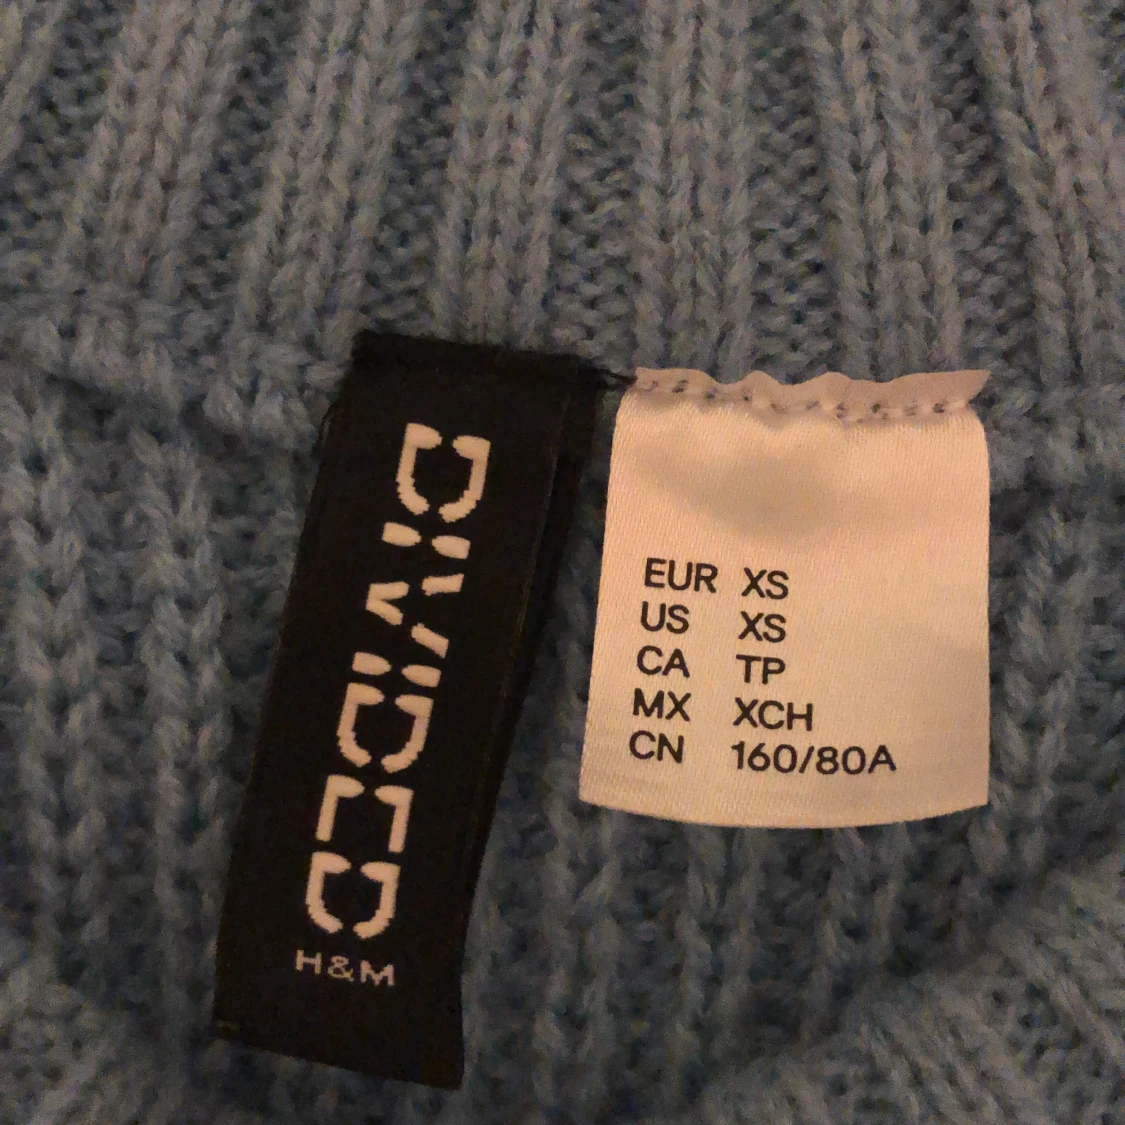 DIVIDED
H&M
EUR XS
US XS
CA TP
MX XCH
CN 160/80A